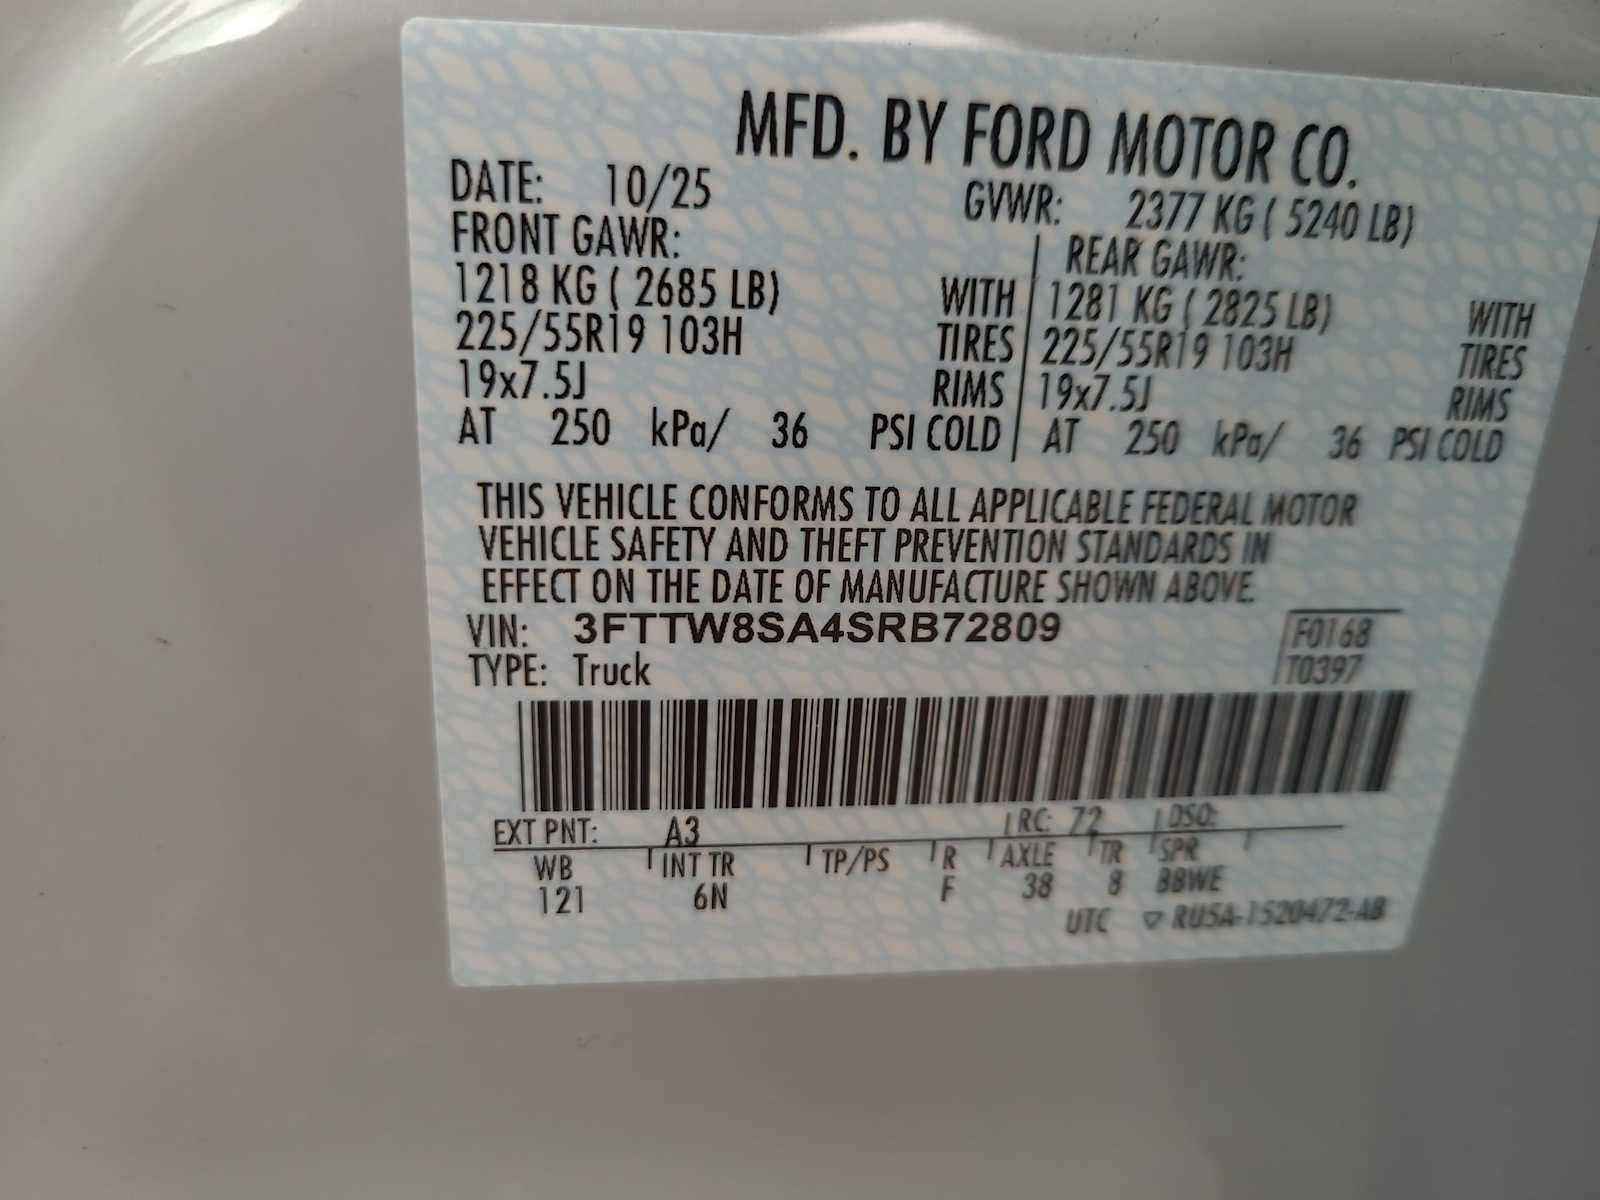 MFD. BY FORD MOTOR CO.
DATE: 10/25 GVWR: 2377 KG ( 5240 LB)
FRONT GAWR: REAR GAWR:
1218 KG ( 2685 LB) WITH 1281 KG ( 2825 LB) WITH
225/55R19 103H TIRES 225/55R19 103H TIRES
19x7.5J RIMS 19x7.5J RIMS
AT 250 kPa/ 36 PSI COLD AT 250 kPa/ 36 PSI COLD
THIS VEHICLE CONFORMS TO ALL APPLICABLE FEDERAL MOTOR
VEHICLE SAFETY AND THEFT PREVENTION STANDARDS IN
EFFECT ON THE DATE OF MANUFACTURE SHOWN ABOVE.
VIN: 3FTTW8SA4SRB72809 F0168
TYPE: Truck T0397
EXT PNT: A3 RC: 72 DSO:
WB INT TR TP/PS R AXLE TR SPR
121 6N F 38 8 BBWE
UTC ▽ RU5A-1520472-AB